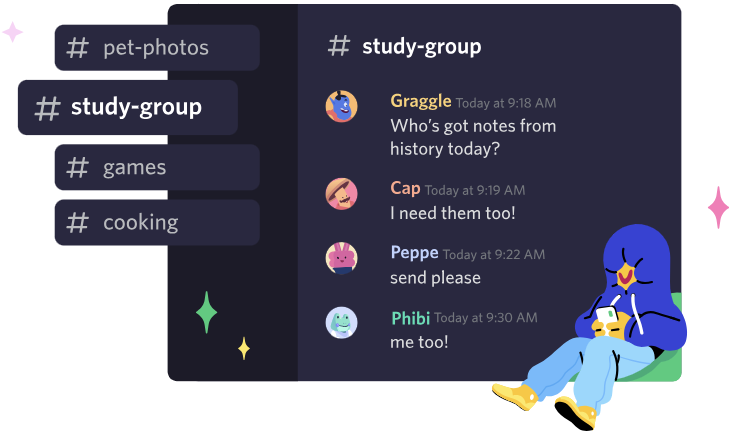 # pet-photos
# study-group
# games
# cooking
# study-group
Graggle Today at 9:18 AM
Who's got notes from
history today?
Cap Today at 9:19 AM
I need them too!
Peppe Today at 9:22 AM
send please
Phibi Today at 9:30 AM
me too!